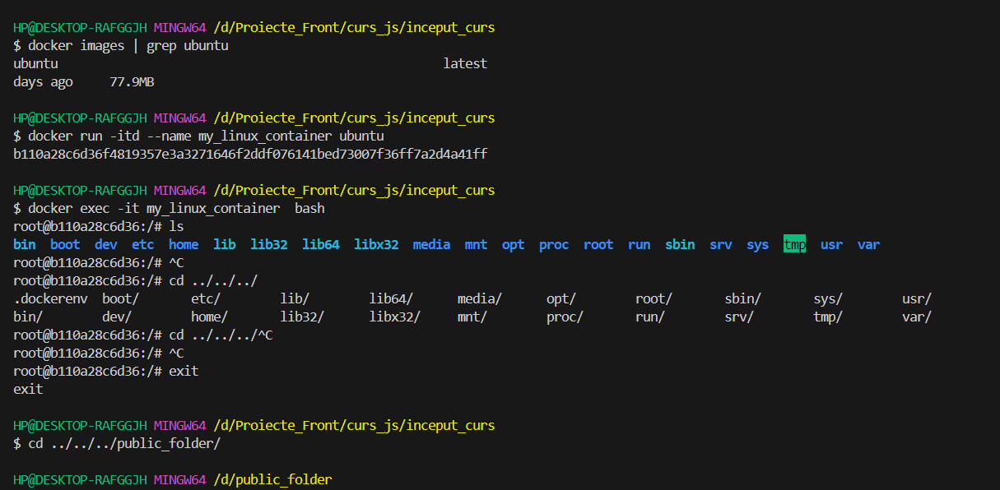 HP@DESKTOP-RAFGGJH MINGW64 /d/Proiecte_Front/curs_js/inceput_curs
$ docker images | grep ubuntu
ubuntu                                                    latest
days ago     77.9MB
HP@DESKTOP-RAFGGJH MINGW64 /d/Proiecte_Front/curs_js/inceput_curs
$ docker run -itd --name my_linux_container ubuntu
b110a28c6d36f4819357e3a3271646f2ddf076141bed73007f36ff7a2d4a41ff
HP@DESKTOP-RAFGGJH MINGW64 /d/Proiecte_Front/curs_js/inceput_curs
$ docker exec -it my_linux_container  bash
root@b110a28c6d36:/# ls
bin  boot  dev  etc  home  lib  lib32  lib64  libx32  media  mnt  opt  proc  root  run  sbin  srv  sys  tmp  usr  var
root@b110a28c6d36:/# ^C
root@b110a28c6d36:/# cd ../../../
.dockerenv  boot/       etc/        lib/        lib64/      media/      opt/        root/       sbin/       sys/        usr/
bin/        dev/        home/       lib32/      libx32/     mnt/        proc/       run/        srv/        tmp/        var/
root@b110a28c6d36:/# cd ../../../^C
root@b110a28c6d36:/# ^C
root@b110a28c6d36:/# exit
exit
HP@DESKTOP-RAFGGJH MINGW64 /d/Proiecte_Front/curs_js/inceput_curs
$ cd ../../../public_folder/
HP@DESKTOP-RAFGGJH MINGW64 /d/public_folder